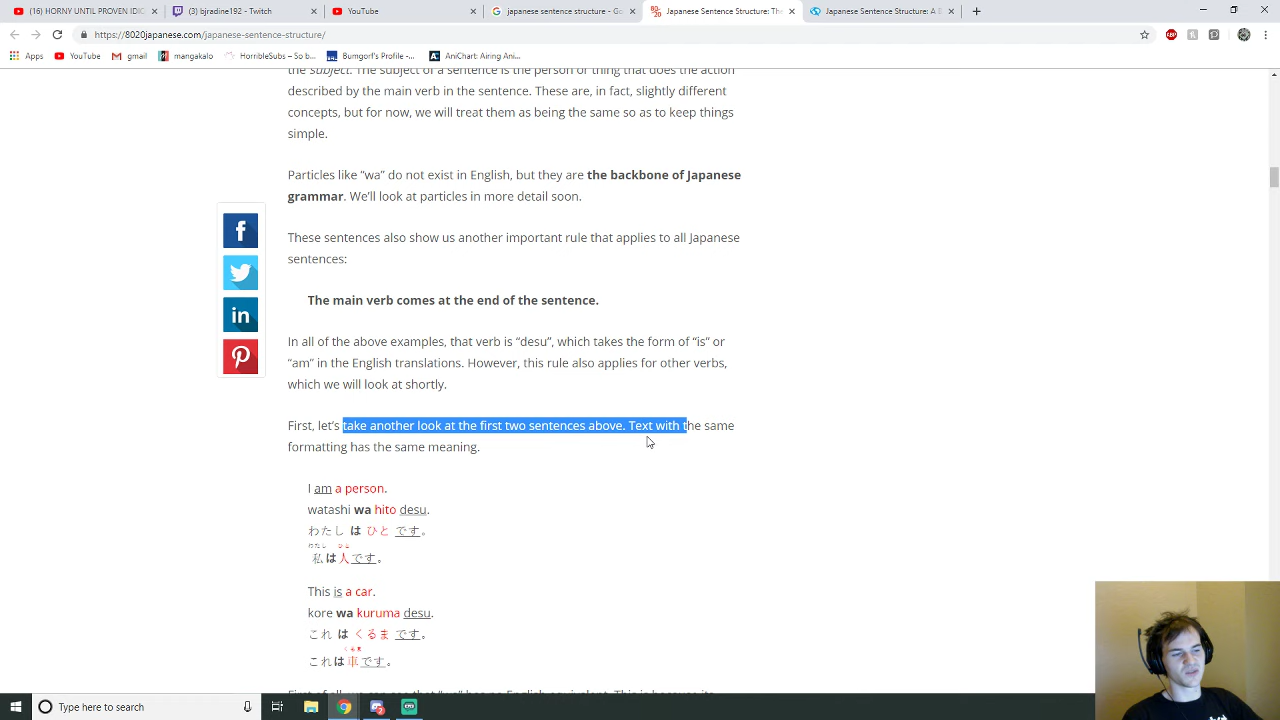 (16) HORNY UNTIL PROVEN IDIC
bjradine192 - Twitch
YouTube
japanese sentence structure - Go
Japanese Sentence Structure: The
Japanese Sentence Structure: A B
https://8020japanese.com/japanese-sentence-structure/
Apps
YouTube
gmail
mangakalo
HorribleSubs – So b...
Bumgorf's Profile -...
AniChart: Airing Ani...
the subject. The subject of a sentence is the person or thing that does the action
described by the main verb in the sentence. These are, in fact, slightly different
concepts, but for now, we will treat them as being the same so as to keep things
simple.
Particles like “wa” do not exist in English, but they are the backbone of Japanese
grammar. We’ll look at particles in more detail soon.
These sentences also show us another important rule that applies to all Japanese
sentences:
The main verb comes at the end of the sentence.
In all of the above examples, that verb is “desu”, which takes the form of “is” or
“am” in the English translations. However, this rule also applies for other verbs,
which we will look at shortly.
First, let’s take another look at the first two sentences above. Text with the same
formatting has the same meaning.
I am a person.
watashi wa hito desu.
わたし は ひと です。
わたし ひと
私は人です。
This is a car.
kore wa kuruma desu.
これ は くるま です。
くるま
これは車です。
Type here to search